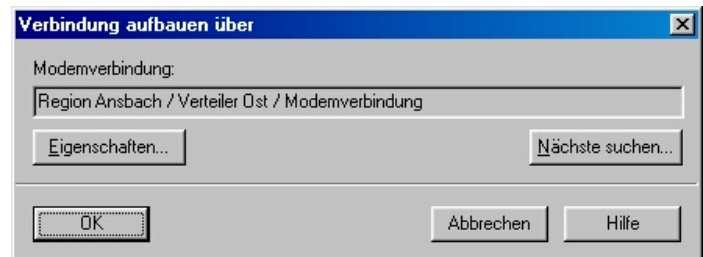 Verbindung aufbauen über
Modemverbindung:
Region Ansbach / Verteiler Ost / Modemverbindung
Eigenschaften... Nächste suchen...
OK Abbrechen Hilfe